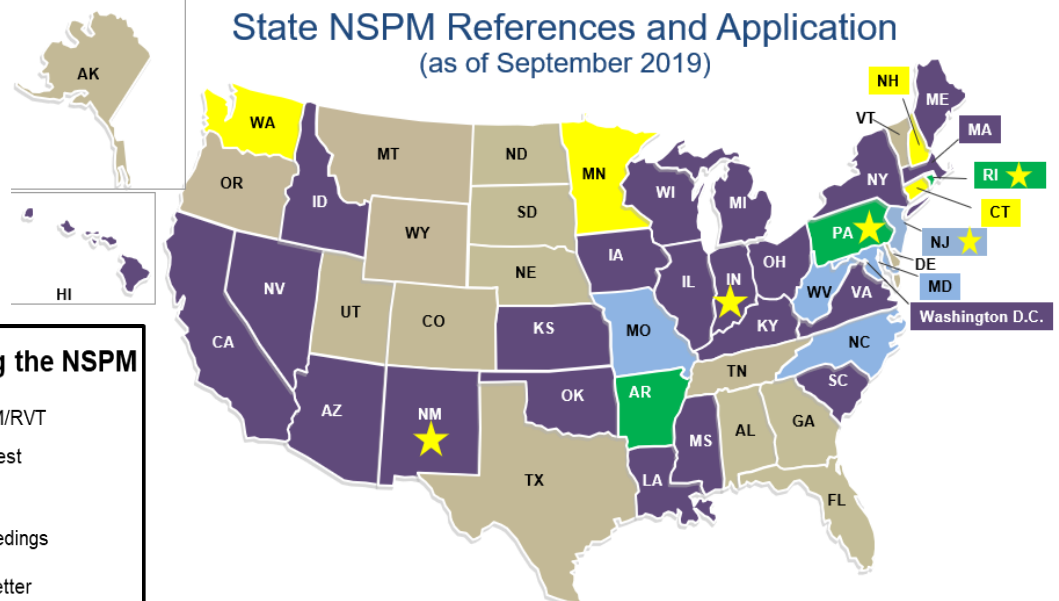 State NSPM References and Application
(as of September 2019)
AK
HI
WA
OR
CA
ID
NV
MT
WY
UT
AZ
CO
NM
ND
SD
NE
KS
OK
TX
MN
IA
MO
AR
LA
WI
IL
MS
MI
IN
KY
TN
AL
OH
WV
VA
NC
SC
GA
FL
PA
NY
VT
NH
ME
MA
RI
CT
NJ
DE
MD
Washington D.C.
g the NSPM
M/RVT
est
edings
etter